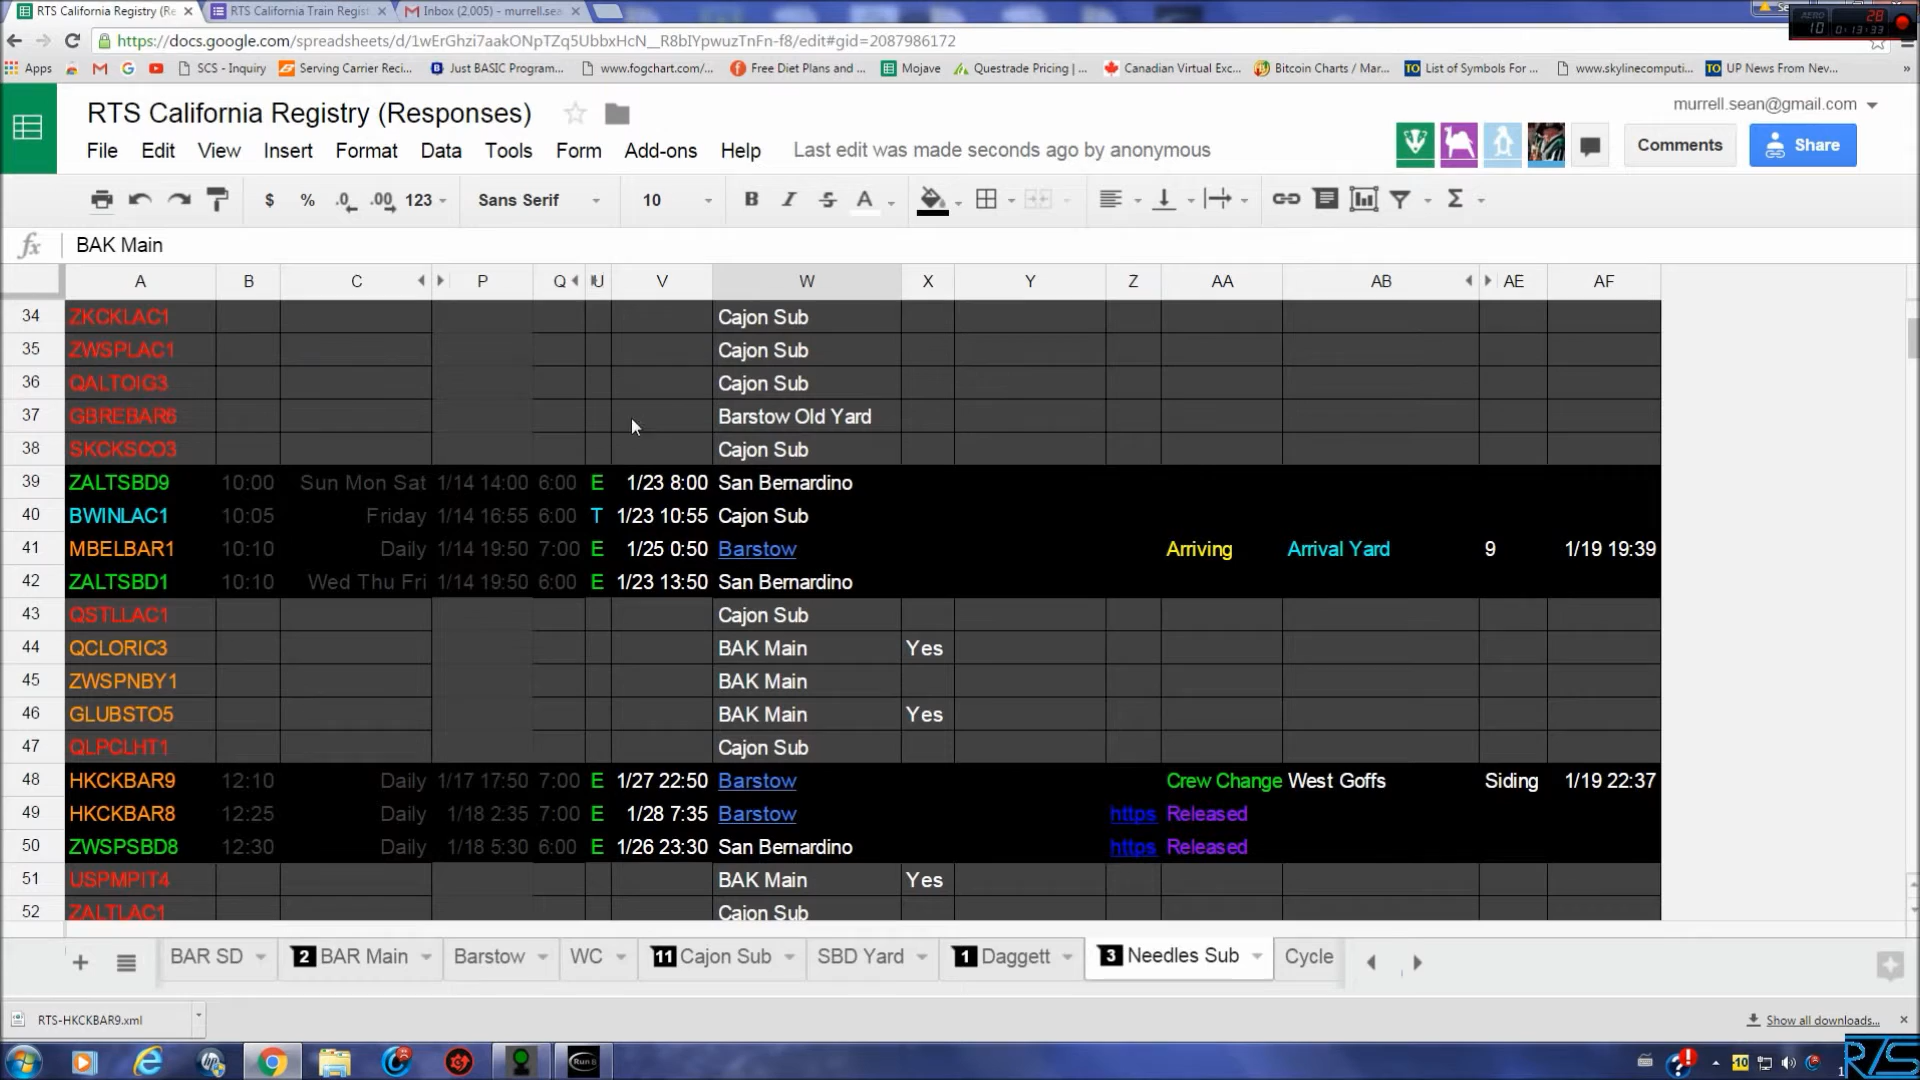 RTS California Registry (Re
RTS California Train Regist
Inbox (2,005) - murrell.sea
AERO
10
28
0:13:33
https://docs.google.com/spreadsheets/d/1wErGhzi7aakONpTZq5UbbxHcN__R8bIYpwuzTnFn-f8/edit#gid=2087986172
Apps
SCS - Inquiry
Serving Carrier Reci...
Just BASIC Program...
www.fogchart.com/...
Free Diet Plans and ...
Mojave
Questrade Pricing | ...
Canadian Virtual Exc...
Bitcoin Charts / Mar...
TO List of Symbols For ...
www.skylinecomputi...
TO UP News From Nev...
»
RTS California Registry (Responses)
murrell.sean@gmail.com
File Edit View Insert Format Data Tools Form Add-ons Help
Last edit was made seconds ago by anonymous
Comments
Share
$ % .0 .00 123
Sans Serif
10
B I S A
Σ
fx BAK Main
A B C P Q U V W X Y Z AA AB AE AF
34 ZKCKLAC1 Cajon Sub
35 ZWSPLAC1 Cajon Sub
36 QALTOIG3 Cajon Sub
37 GBREBAR6 Barstow Old Yard
38 SKCKSCO3 Cajon Sub
39 ZALTSBD9 10:00 Sun Mon Sat 1/14 14:00 6:00 E 1/23 8:00 San Bernardino
40 BWINLAC1 10:05 Friday 1/14 16:55 6:00 T 1/23 10:55 Cajon Sub
41 MBELBAR1 10:10 Daily 1/14 19:50 7:00 E 1/25 0:50 Barstow Arriving Arrival Yard 9 1/19 19:39
42 ZALTSBD1 10:10 Wed Thu Fri 1/14 19:50 6:00 E 1/23 13:50 San Bernardino
43 QSTLLAC1 Cajon Sub
44 QCLORIC3 BAK Main Yes
45 ZWSPNBY1 BAK Main
46 GLUBSTO5 BAK Main Yes
47 QLPCLHT1 Cajon Sub
48 HKCKBAR9 12:10 Daily 1/17 17:50 7:00 E 1/27 22:50 Barstow Crew Change West Goffs Siding 1/19 22:37
49 HKCKBAR8 12:25 Daily 1/18 2:35 7:00 E 1/28 7:35 Barstow https Released
50 ZWSPSBD8 12:30 Daily 1/18 5:30 6:00 E 1/26 23:30 San Bernardino https Released
51 USPMPIT4 BAK Main Yes
52 ZALTLAC1 Cajon Sub
+ BAR SD 2 BAR Main Barstow WC 11 Cajon Sub SBD Yard 1 Daggett 3 Needles Sub Cycle
RTS-HKCKBAR9.xml
Show all downloads...
Run 8
10
R/S